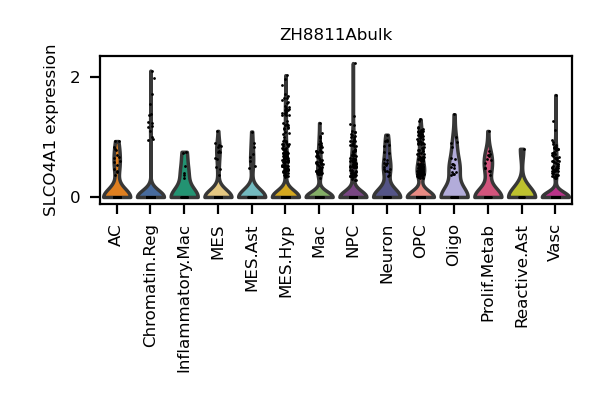 ZH8811Abulk
SLCO4A1 expression
2
0
AC
Chromatin.Reg
Inflammatory.Mac
MES
MES.Ast
MES.Hyp
Mac
NPC
Neuron
OPC
Oligo
Prolif.Metab
Reactive.Ast
Vasc